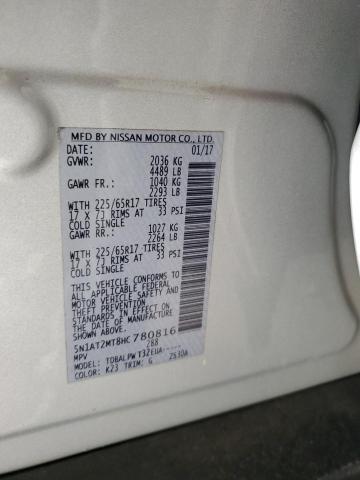 MFD BY NISSAN MOTOR CO., LTD.
DATE: 01/17
GVWR: 2036 KG
4489 LB
GAWR FR.: 1040 KG
2293 LB
WITH 225/65R17 TIRES
17 X 7J RIMS AT 33 PSI
COLD SINGLE
GAWR RR.: 1027 KG
2264 LB
WITH 225/65R17 TIRES
17 X 7J RIMS AT 33 PSI
COLD SINGLE
THIS VEHICLE CONFORMS TO
ALL APPLICABLE FEDERAL
MOTOR VEHICLE SAFETY AND
THEFT PREVENTION
STANDARDS IN EFFECT ON
THE DATE OF MANUFACTURE
SHOWN ABOVE.
5N1AT2MT8HC780816
MPV 288
MODEL: TDBALPWT32EUA-----
COLOR: K23 TRIM: G 2530A